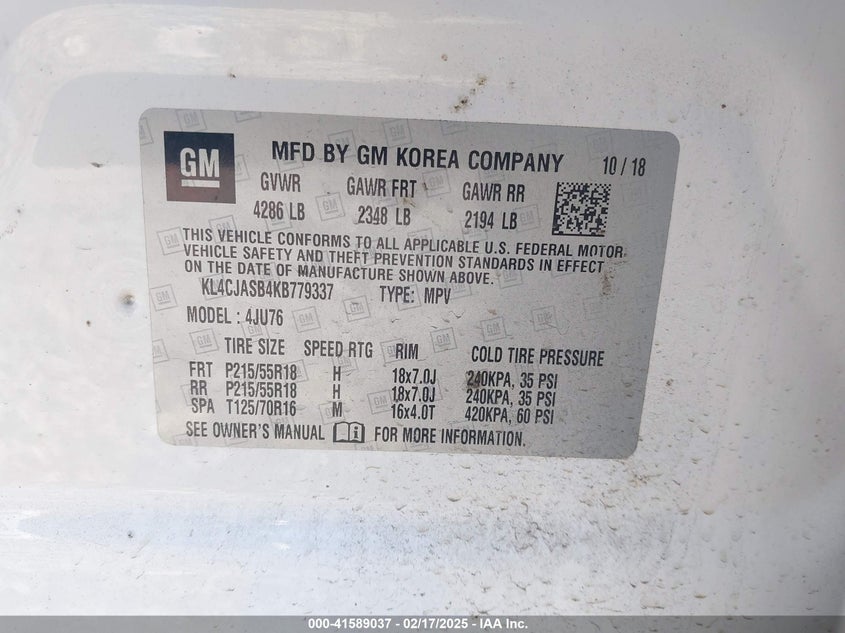 GM
MFD BY GM KOREA COMPANY 10 / 18
GVWR GAWR FRT GAWR RR
4286 LB 2348 LB 2194 LB
THIS VEHICLE CONFORMS TO ALL APPLICABLE U.S. FEDERAL MOTOR
VEHICLE SAFETY AND THEFT PREVENTION STANDARDS IN EFFECT
ON THE DATE OF MANUFACTURE SHOWN ABOVE.
KL4CJASB4KB779337 TYPE: MPV
MODEL : 4JU76
TIRE SIZE SPEED RTG RIM COLD TIRE PRESSURE
FRT P215/55R18 H 18x7.0J 240KPA, 35 PSI
RR P215/55R18 H 18x7.0J 240KPA, 35 PSI
SPA T125/70R16 M 16x4.0T 420KPA, 60 PSI
SEE OWNER'S MANUAL FOR MORE INFORMATION.
000-41589037 - 02/17/2025 - IAA Inc.